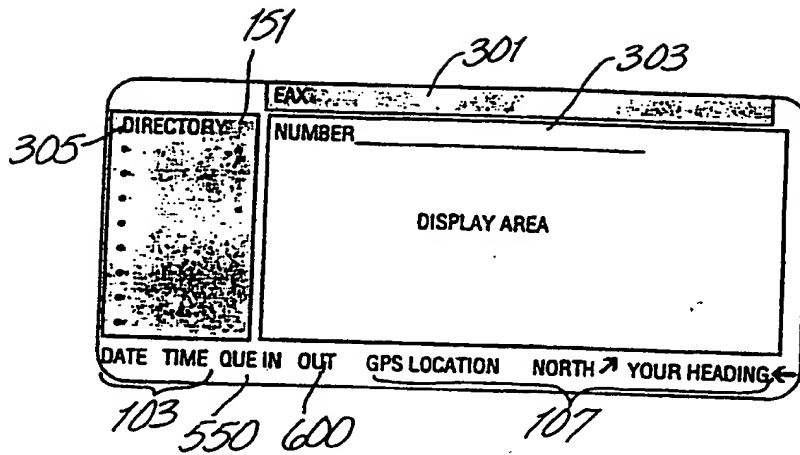 151
301
303
EAX
305
DIRECTORY
NUMBER
DISPLAY AREA
DATE TIME QUE IN OUT GPS LOCATION NORTH ↗ YOUR HEADING ←
103
550
600
107